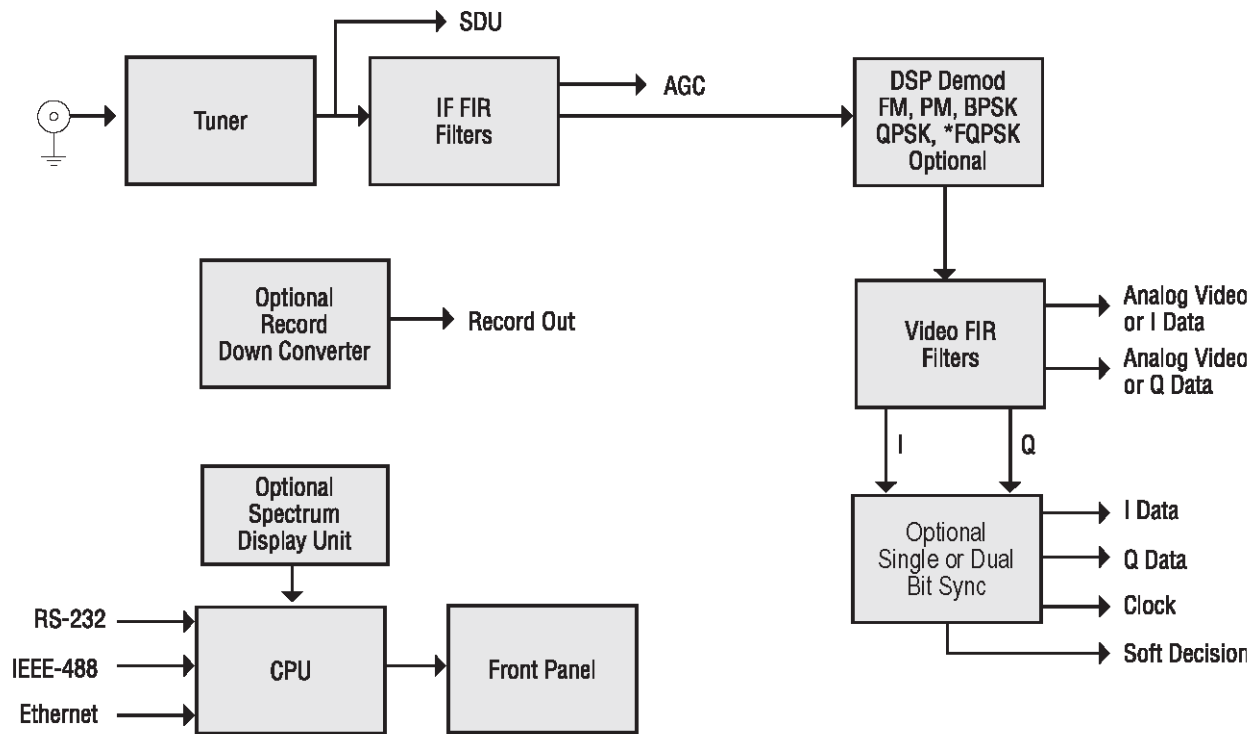 SDU
Tuner
IF FIR
Filters
AGC
DSP Demod
FM, PM, BPSK
QPSK, *FQPSK
Optional
Optional
Record
Down Converter
Record Out
Video FIR
Filters
Analog Video
or I Data
Analog Video
or Q Data
I
Q
Optional
Spectrum
Display Unit
Optional
Single or Dual
Bit Sync
I Data
Q Data
Clock
Soft Decision
RS-232
IEEE-488
Ethernet
CPU
Front Panel